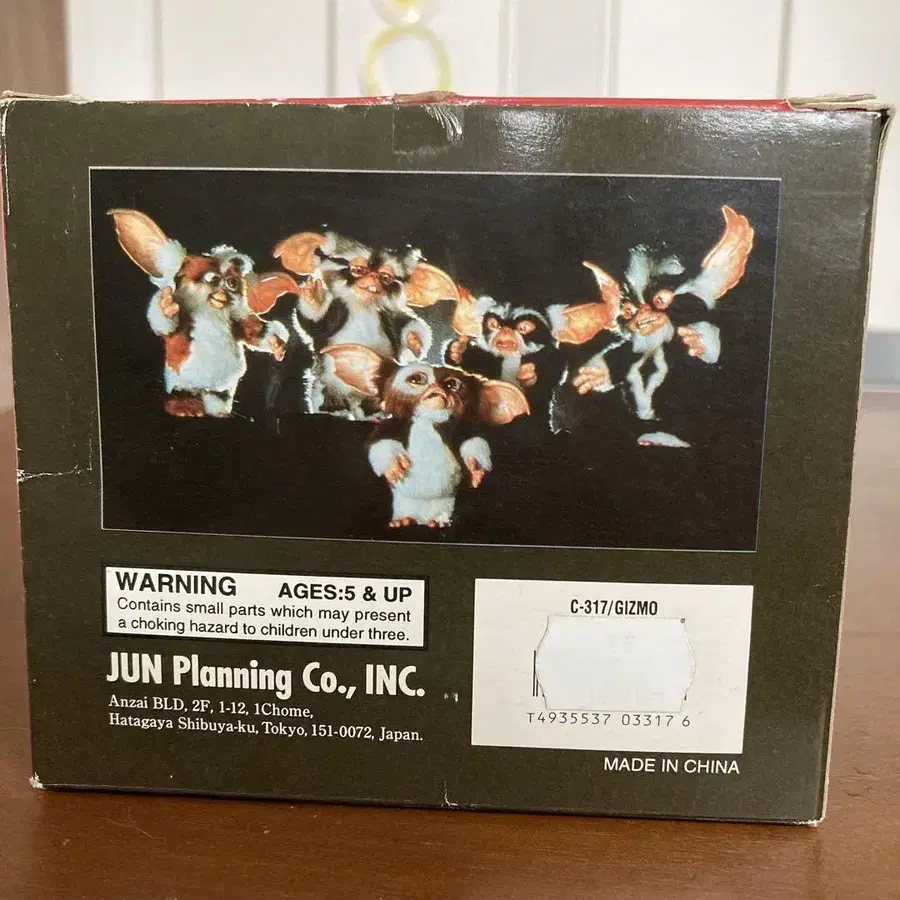 WARNING AGES:5 & UP
Contains small parts which may present
a choking hazard to children under three.
JUN Planning Co., INC.
Anzai BLD, 2F, 1-12, 1Chome,
Hatagaya Shibuya-ku, Tokyo, 151-0072, Japan.
C-317/GIZMO
T4935537 033176
MADE IN CHINA